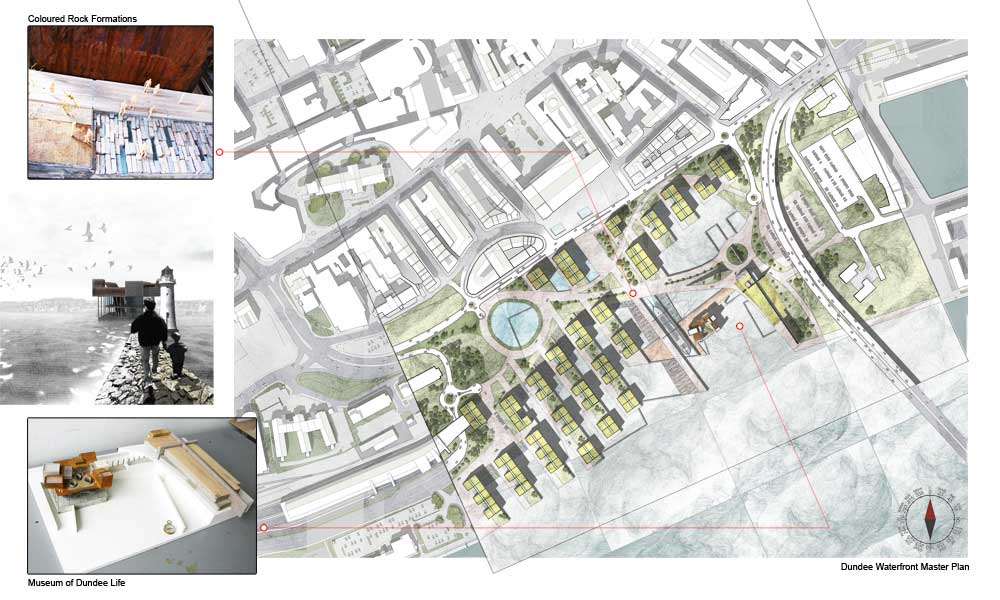 Coloured Rock Formations
Museum of Dundee Life
Dundee Waterfront Master Plan